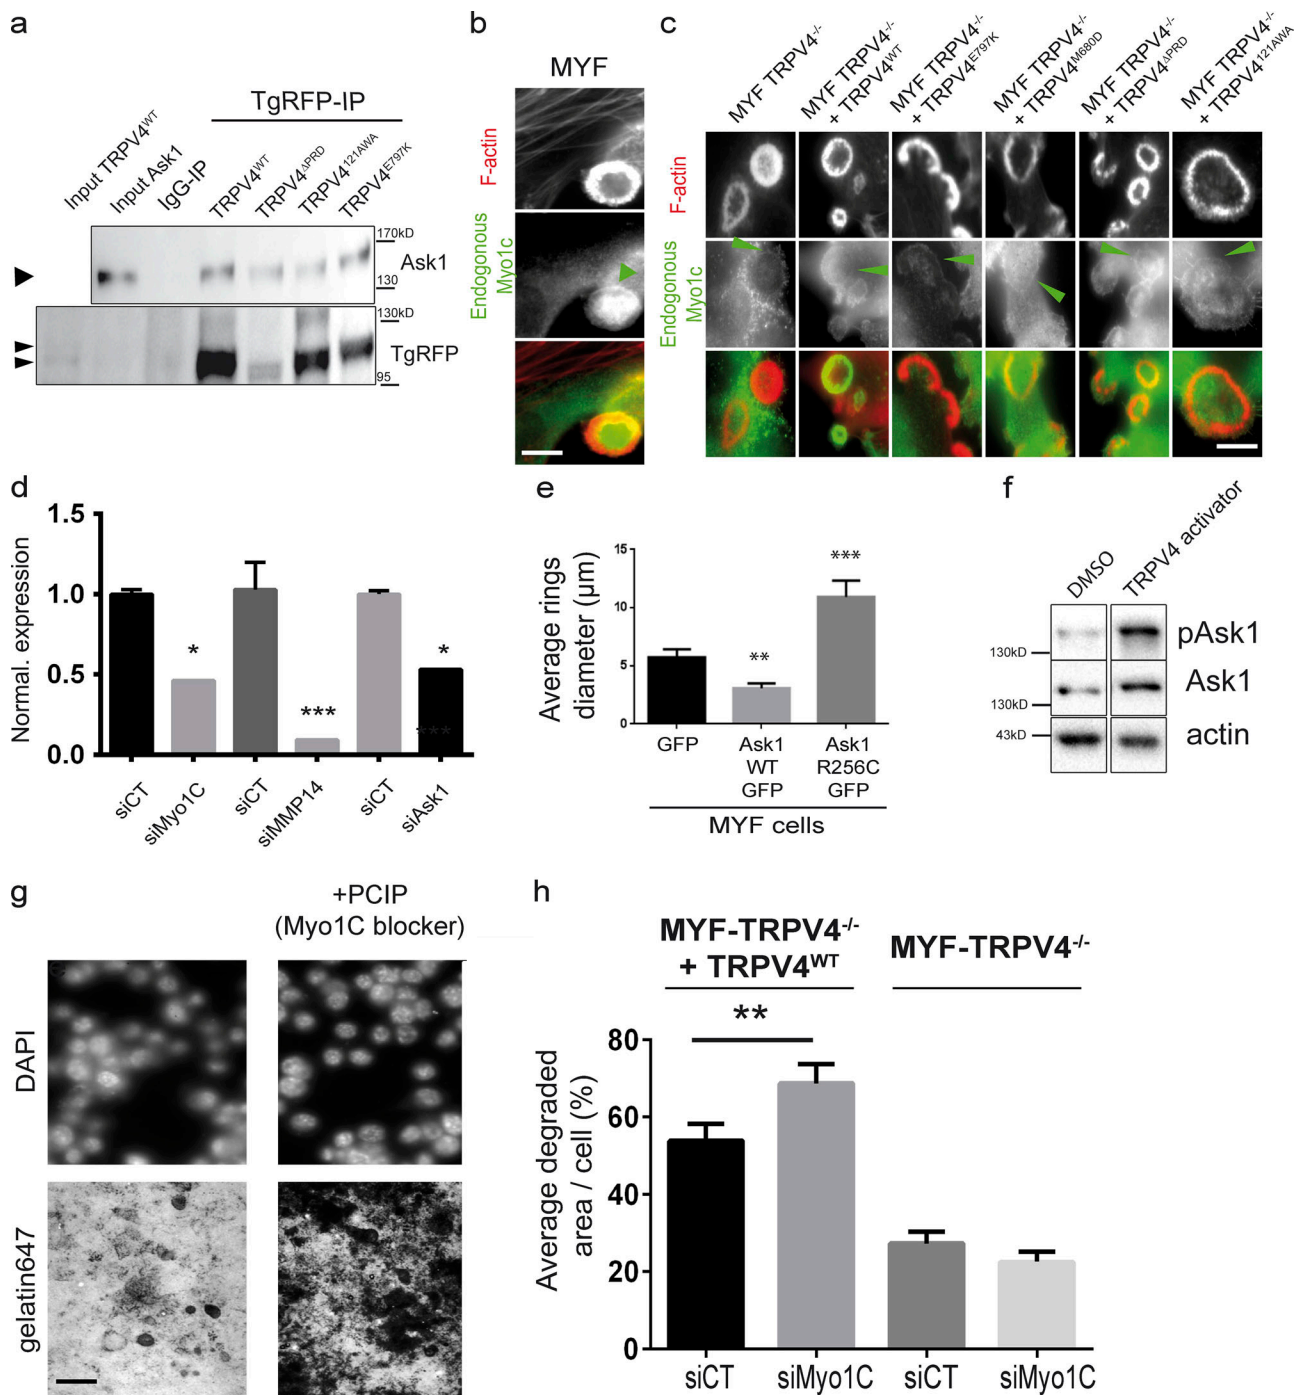 a
TgRFP-IP
Input TRPV4WT
Input Ask1
IgG-IP
TRPV4WT
TRPV4ΔPRD
TRPV4121AWA
TRPV4E797K
170kD
Ask1
130
130kD
TgRFP
95
b
MYF
F-actin
Endogonous
Myo1c
c
MYF TRPV4-/-
MYF TRPV4-/-
+ TRPV4WT
MYF TRPV4-/-
+ TRPV4E797K
MYF TRPV4-/-
+ TRPV4M680D
MYF TRPV4-/-
+ TRPV4ΔPRD
MYF TRPV4-/-
+ TRPV4121AWA
F-actin
Endogonous
Myo1c
d
Normal. expression
1.5
1.0
0.5
0.0
*
***
*
***
siCT
siMyo1C
siCT
siMMP14
siCT
siAsk1
e
Average rings
diameter (µm)
15
10
5
0
**
***
GFP
Ask1
WT
GFP
Ask1
R256C
GFP
MYF cells
f
DMSO
TRPV4 activator
130kD
pAsk1
130kD
Ask1
43kD
actin
g
+PCIP
(Myo1C blocker)
DAPI
gelatin647
h
MYF-TRPV4-/-
+ TRPV4WT
MYF-TRPV4-/-
**
Average degraded
area / cell (%)
80
60
40
20
0
siCT
siMyo1C
siCT
siMyo1C